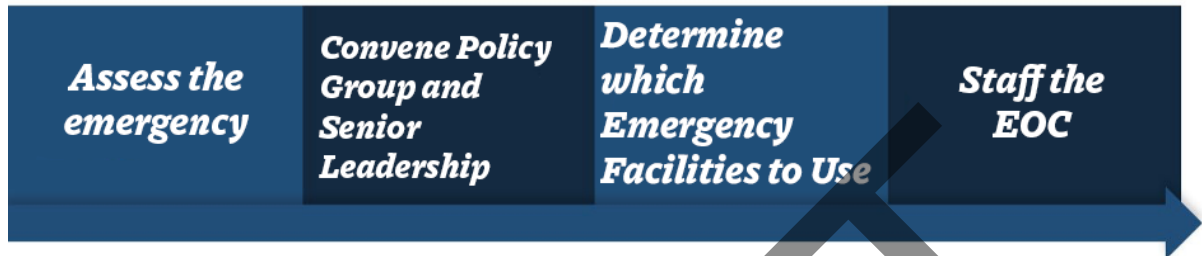 Assess the
emergency
Convene Policy
Group and
Senior
Leadership
Determine
which
Emergency
Facilities to Use
Staff the
EOC